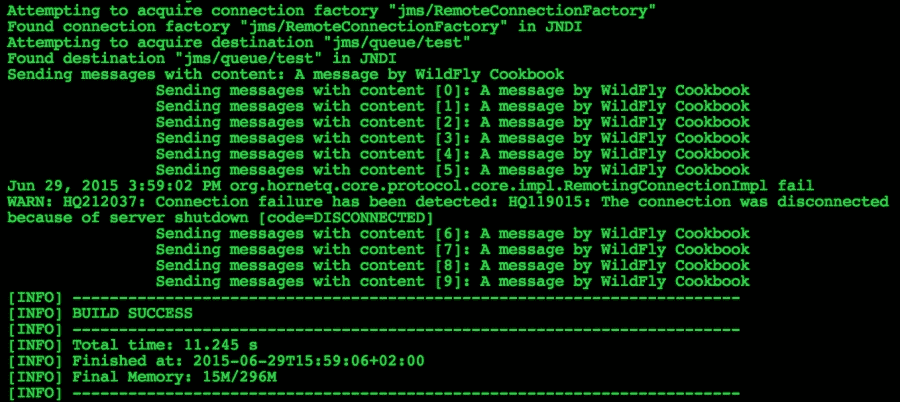 Attempting to acquire connection factory "jms/RemoteConnectionFactory"
Found connection factory "jms/RemoteConnectionFactory" in JNDI
Attempting to acquire destination "jms/queue/test"
Found destination "jms/queue/test" in JNDI
Sending messages with content: A message by WildFly Cookbook
Sending messages with content [0]: A message by WildFly Cookbook
Sending messages with content [1]: A message by WildFly Cookbook
Sending messages with content [2]: A message by WildFly Cookbook
Sending messages with content [3]: A message by WildFly Cookbook
Sending messages with content [4]: A message by WildFly Cookbook
Sending messages with content [5]: A message by WildFly Cookbook
Jun 29, 2015 3:59:02 PM org.hornetq.core.protocol.core.impl.RemotingConnectionImpl fail
WARN: HQ212037: Connection failure has been detected: HQ119015: The connection was disconnected
because of server shutdown [code=DISCONNECTED]
Sending messages with content [6]: A message by WildFly Cookbook
Sending messages with content [7]: A message by WildFly Cookbook
Sending messages with content [8]: A message by WildFly Cookbook
Sending messages with content [9]: A message by WildFly Cookbook
[INFO] ------------------------------------------------------------------------
[INFO] BUILD SUCCESS
[INFO] ------------------------------------------------------------------------
[INFO] Total time: 11.245 s
[INFO] Finished at: 2015-06-29T15:59:06+02:00
[INFO] Final Memory: 15M/296M
[INFO] ------------------------------------------------------------------------